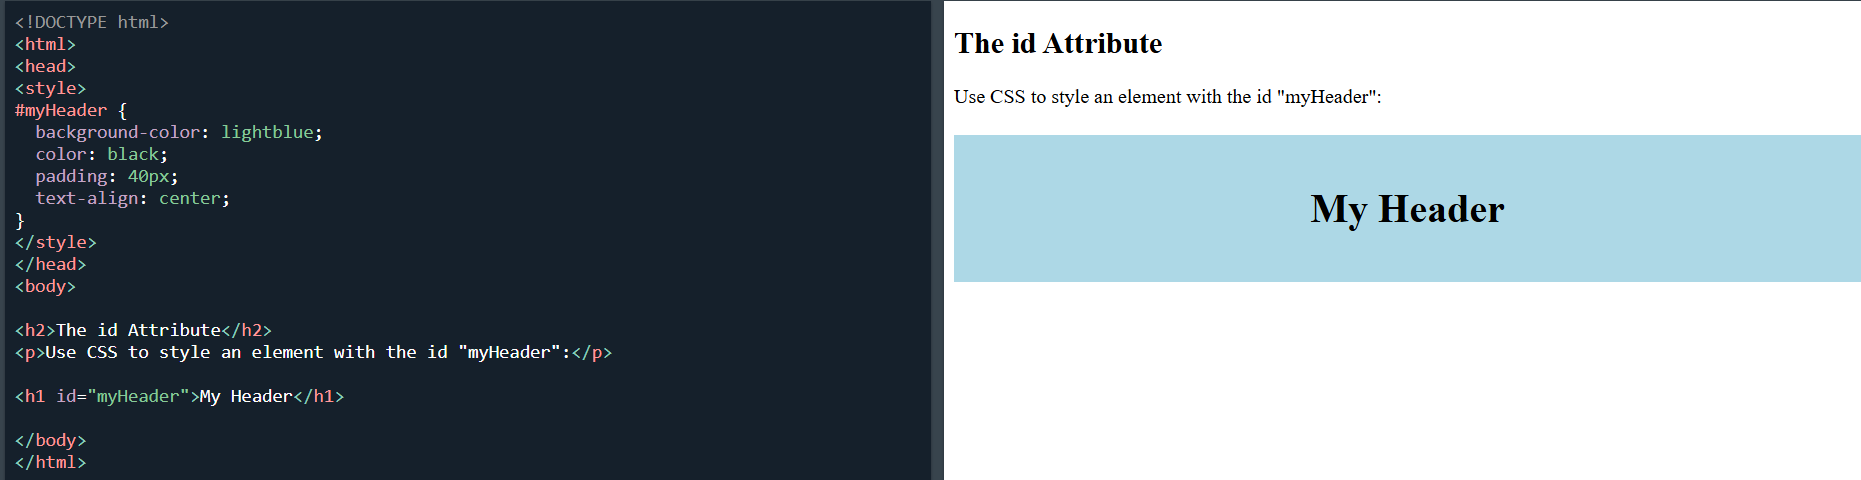 <!DOCTYPE html>
<html>
<head>
<style>
#myHeader {
  background-color: lightblue;
  color: black;
  padding: 40px;
  text-align: center;
}
</style>
</head>
<body>

<h2>The id Attribute</h2>
<p>Use CSS to style an element with the id "myHeader":</p>

<h1 id="myHeader">My Header</h1>

</body>
</html>
The id Attribute
Use CSS to style an element with the id "myHeader":
My Header